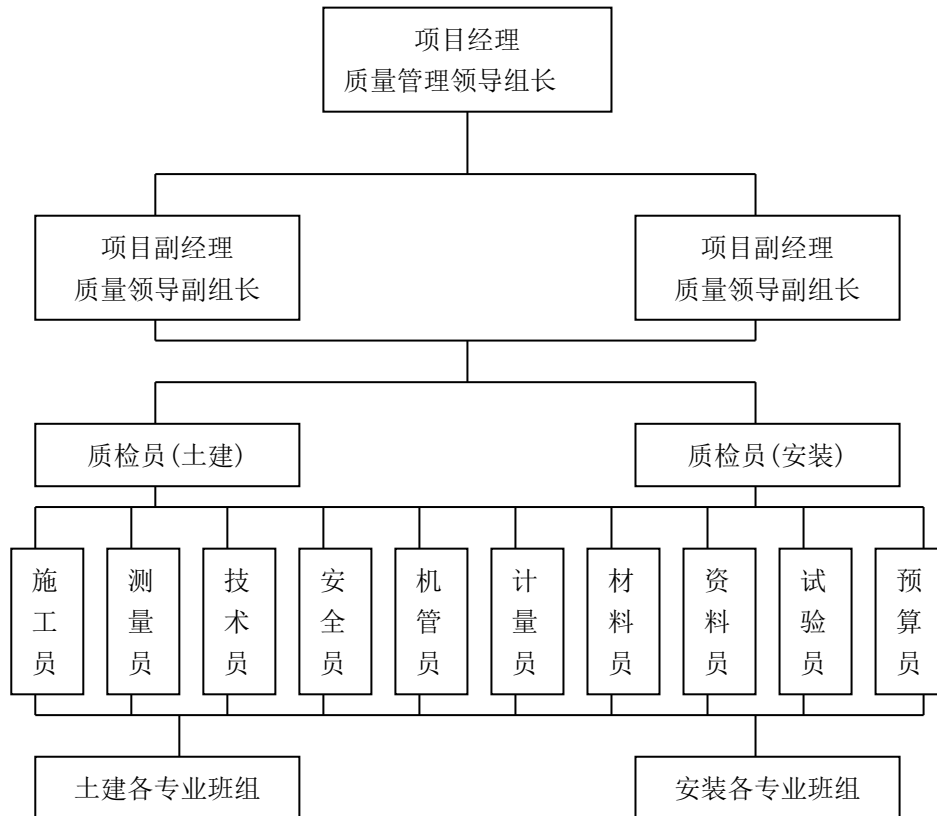 项目经理
质量管理领导组长
项目副经理
质量领导副组长
项目副经理
质量领导副组长
质检员(土建)
质检员(安装)
施工员
测量员
技术员
安全员
机管员
计量员
材料员
资料员
试验员
预算员
土建各专业班组
安装各专业班组